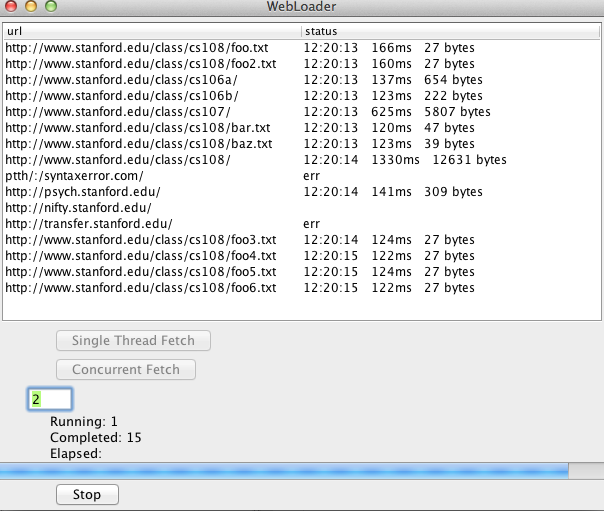 WebLoader
url status
http://www.stanford.edu/class/cs108/foo.txt 12:20:13 166ms 27 bytes
http://www.stanford.edu/class/cs108/foo2.txt 12:20:13 160ms 27 bytes
http://www.stanford.edu/class/cs106a/ 12:20:13 137ms 654 bytes
http://www.stanford.edu/class/cs106b/ 12:20:13 123ms 222 bytes
http://www.stanford.edu/class/cs107/ 12:20:13 625ms 5807 bytes
http://www.stanford.edu/class/cs108/bar.txt 12:20:13 120ms 47 bytes
http://www.stanford.edu/class/cs108/baz.txt 12:20:13 123ms 39 bytes
http://www.stanford.edu/class/cs108/ 12:20:14 1330ms 12631 bytes
ptth/:/syntaxerror.com/ err
http://psych.stanford.edu/ 12:20:14 141ms 309 bytes
http://nifty.stanford.edu/
http://transfer.stanford.edu/ err
http://www.stanford.edu/class/cs108/foo3.txt 12:20:14 124ms 27 bytes
http://www.stanford.edu/class/cs108/foo4.txt 12:20:15 122ms 27 bytes
http://www.stanford.edu/class/cs108/foo5.txt 12:20:15 124ms 27 bytes
http://www.stanford.edu/class/cs108/foo6.txt 12:20:15 122ms 27 bytes
Single Thread Fetch
Concurrent Fetch
2
Running: 1
Completed: 15
Elapsed:
Stop